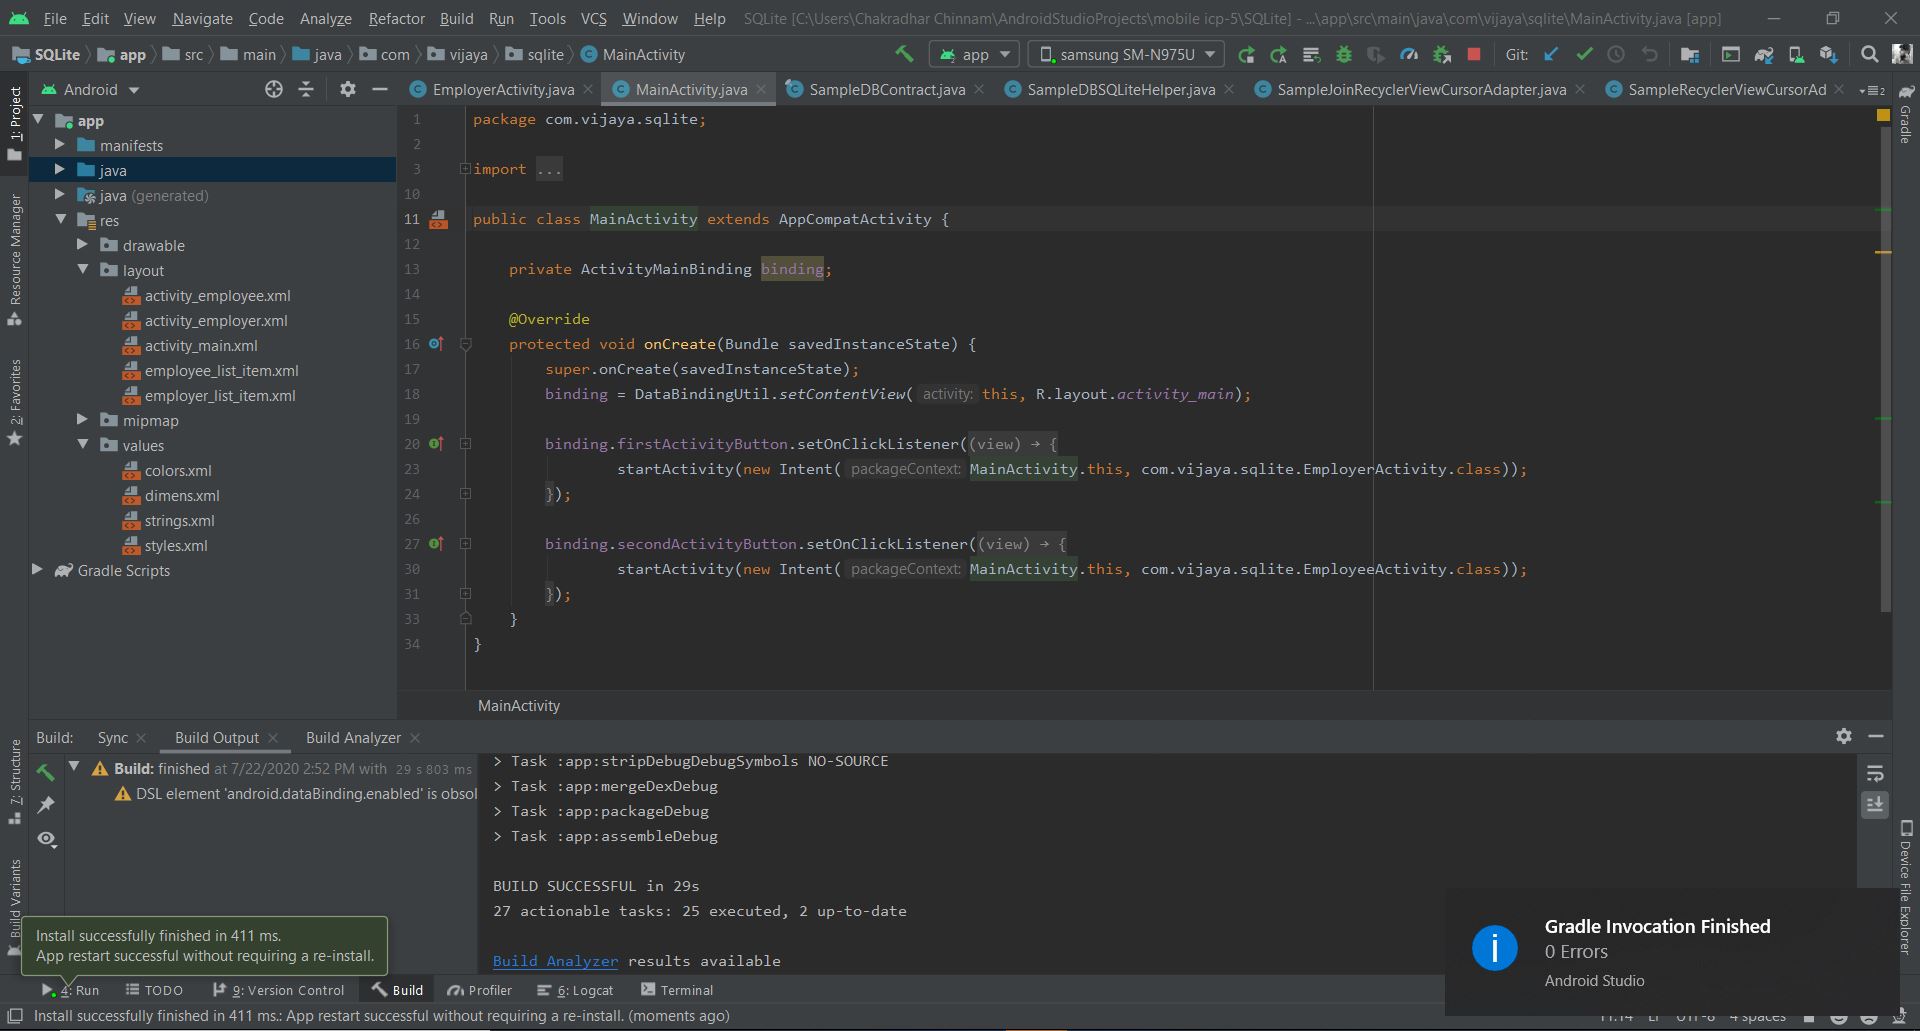 File Edit View Navigate Code Analyze Refactor Build Run Tools VCS Window Help SQLite [C:\Users\Chakradhar Chinnam\AndroidStudioProjects\mobile icp-5\SQLite] - ...\app\src\main\java\com\vijaya\sqlite\MainActivity.java [app]
SQLite app src main java com vijaya sqlite MainActivity app samsung SM-N975U Git:
Android
EmployerActivity.java MainActivity.java SampleDBContract.java SampleDBSQLiteHelper.java SampleJoinRecyclerViewCursorAdapter.java SampleRecyclerViewCursorAd 2
1: Project
Resource Manager
2: Favorites
7: Structure
Build Variants
app
manifests
java
java (generated)
res
drawable
layout
activity_employee.xml
activity_employer.xml
activity_main.xml
employee_list_item.xml
employer_list_item.xml
mipmap
values
colors.xml
dimens.xml
strings.xml
styles.xml
Gradle Scripts
1 package com.vijaya.sqlite;
2
3 import ...
10
11 public class MainActivity extends AppCompatActivity {
12
13 private ActivityMainBinding binding;
14
15 @Override
16 protected void onCreate(Bundle savedInstanceState) {
17 super.onCreate(savedInstanceState);
18 binding = DataBindingUtil.setContentView( activity: this, R.layout.activity_main);
19
20 binding.firstActivityButton.setOnClickListener((view) → {
23 startActivity(new Intent( packageContext: MainActivity.this, com.vijaya.sqlite.EmployerActivity.class));
24 });
26
27 binding.secondActivityButton.setOnClickListener((view) → {
30 startActivity(new Intent( packageContext: MainActivity.this, com.vijaya.sqlite.EmployeeActivity.class));
31 });
33 }
34 }
MainActivity
Gradle
Device File Explorer
Build: Sync Build Output Build Analyzer
Build: finished at 7/22/2020 2:52 PM with 29 s 803 ms
DSL element 'android.dataBinding.enabled' is obsol
> Task :app:stripDebugDebugSymbols NO-SOURCE
> Task :app:mergeDexDebug
> Task :app:packageDebug
> Task :app:assembleDebug
BUILD SUCCESSFUL in 29s
27 actionable tasks: 25 executed, 2 up-to-date
Build Analyzer results available
Install successfully finished in 411 ms.
App restart successful without requiring a re-install.
Gradle Invocation Finished
0 Errors
Android Studio
4: Run TODO 9: Version Control Build Profiler 6: Logcat Terminal
Install successfully finished in 411 ms.: App restart successful without requiring a re-install. (moments ago) 11:14 LF UTF-8 4 spaces